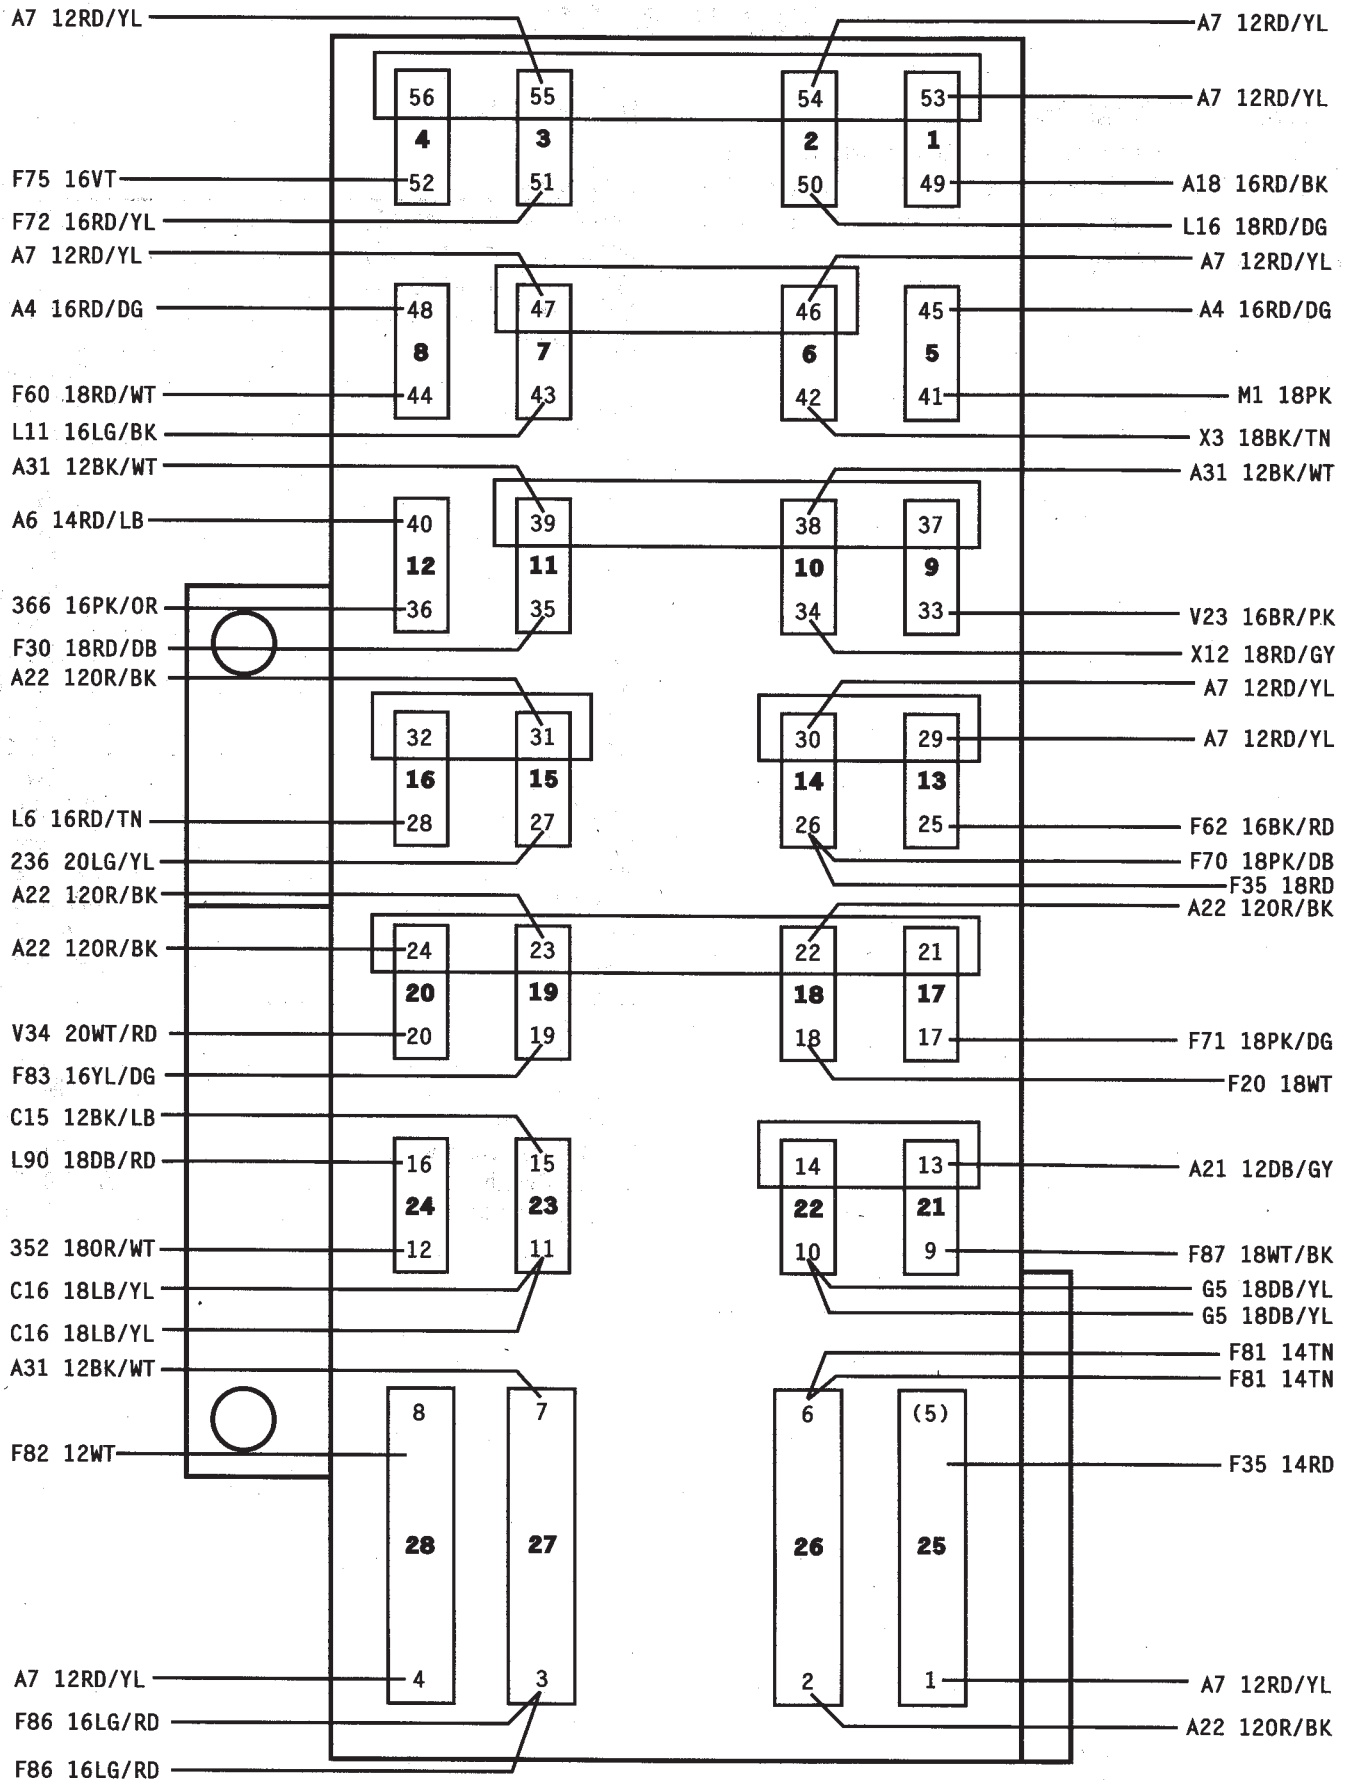 A7 12RD/YL
A7 12RD/YL
56 55 54 53 A7 12RD/YL
4 3 2 1
F75 16VT 52 51 50 49 A18 16RD/BK
F72 16RD/YL L16 18RD/DG
A7 12RD/YL A7 12RD/YL
A4 16RD/DG 48 47 46 45 A4 16RD/DG
8 7 6 5
F60 18RD/WT 44 43 42 41 M1 18PK
L11 16LG/BK X3 18BK/TN
A31 12BK/WT A31 12BK/WT
A6 14RD/LB 40 39 38 37
12 11 10 9
366 16PK/OR 36 35 34 33 V23 16BR/PK
F30 18RD/DB X12 18RD/GY
A22 12OR/BK A7 12RD/YL
32 31 30 29 A7 12RD/YL
16 15 14 13
L6 16RD/TN 28 27 26 25 F62 16BK/RD
236 20LG/YL F70 18PK/DB
F35 18RD
A22 12OR/BK A22 12OR/BK
A22 12OR/BK 24 23 22 21
20 19 18 17
V34 20WT/RD 20 19 18 17 F71 18PK/DG
F83 16YL/DG F20 18WT
C15 12BK/LB
L90 18DB/RD 16 15 14 13 A21 12DB/GY
24 23 22 21
352 18OR/WT 12 11 10 9 F87 18WT/BK
C16 18LB/YL G5 18DB/YL
G5 18DB/YL
C16 18LB/YL
F81 14TN
A31 12BK/WT F81 14TN
8 7 6 (5)
F82 12WT F35 14RD
28 27 26 25
A7 12RD/YL 4 3 2 1 A7 12RD/YL
F86 16LG/RD A22 12OR/BK
F86 16LG/RD